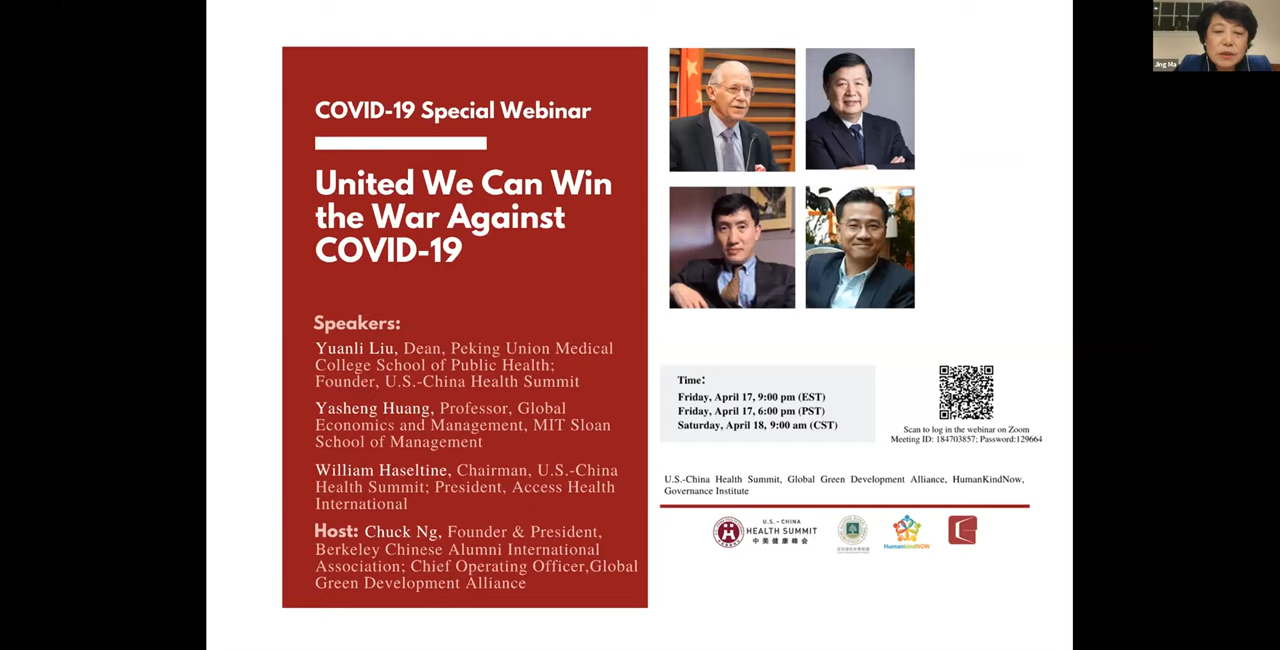 COVID-19 Special Webinar
United We Can Win
the War Against
COVID-19
Speakers:
Yuanli Liu, Dean, Peking Union Medical
College School of Public Health;
Founder, U.S.-China Health Summit
Yasheng Huang, Professor, Global
Economics and Management, MIT Sloan
School of Management
William Haseltine, Chairman, U.S.-China
Health Summit; President, Access Health
International
Host: Chuck Ng, Founder & President,
Berkeley Chinese Alumni International
Association; Chief Operating Officer,Global
Green Development Alliance
Time:
Friday, April 17, 9:00 pm (EST)
Friday, April 17, 6:00 pm (PST)
Saturday, April 18, 9:00 am (CST)
Scan to log in the webinar on Zoom
Meeting ID: 184703857; Password:129664
U.S.-China Health Summit, Global Green Development Alliance, HumanKindNow,
Governance Institute
U.S. – CHINA
HEALTH SUMMIT
中美健康峰会
HumankindNOW
Jing Ma